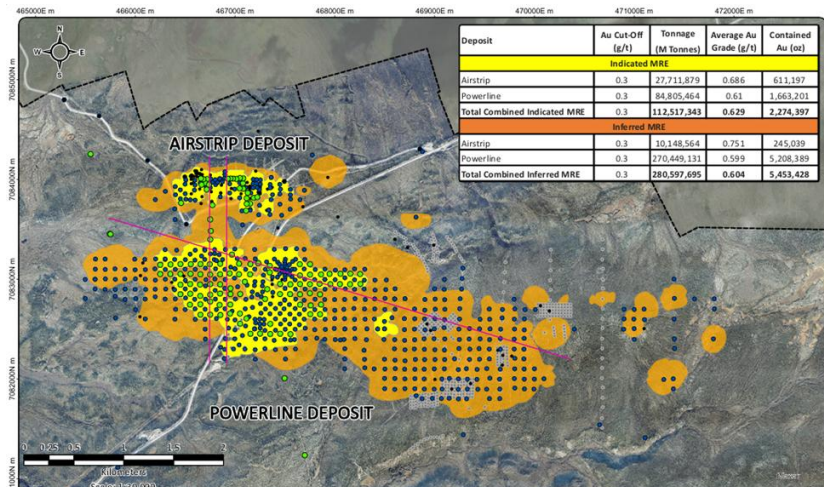 465000E 466000E 467000E 468000E 469000E 470000E 471000E 472000E
N
W E
S
7085000N m
7084000N m
7083000N m
7082000N m
Deposit Au Cut-Off (g/t) Tonnage (M Tonnes) Average Au Grade (g/t) Contained Au (oz)
Indicated MRE
Airstrip 0.3 27,711,879 0.686 611,197
Powerline 0.3 84,805,464 0.61 1,663,201
Total Combined Indicated MRE 0.3 112,517,343 0.629 2,274,397
Inferred MRE
Airstrip 0.3 10,148,564 0.751 245,039
Powerline 0.3 270,449,131 0.599 5,208,389
Total Combined Inferred MRE 0.3 280,597,695 0.604 5,453,428
AIRSTRIP DEPOSIT
POWERLINE DEPOSIT
0 0.25 0.5 1 1.5 2
Kilometers